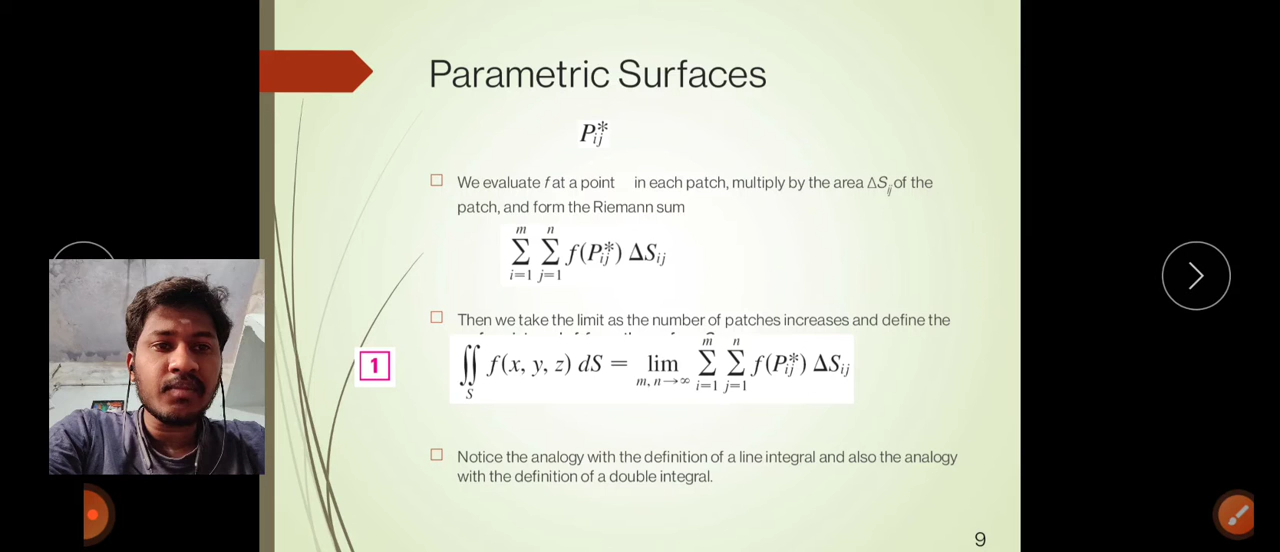 Parametric Surfaces
P*ij
We evaluate f at a point in each patch, multiply by the area ΔSij of the
patch, and form the Riemann sum
m n
∑ ∑ f(P*ij) ΔSij
i=1 j=1
Then we take the limit as the number of patches increases and define the
1
∬S f(x, y, z) dS = lim m, n→∞ m∑i=1 n∑j=1 f(P*ij) ΔSij
Notice the analogy with the definition of a line integral and also the analogy
with the definition of a double integral.
9